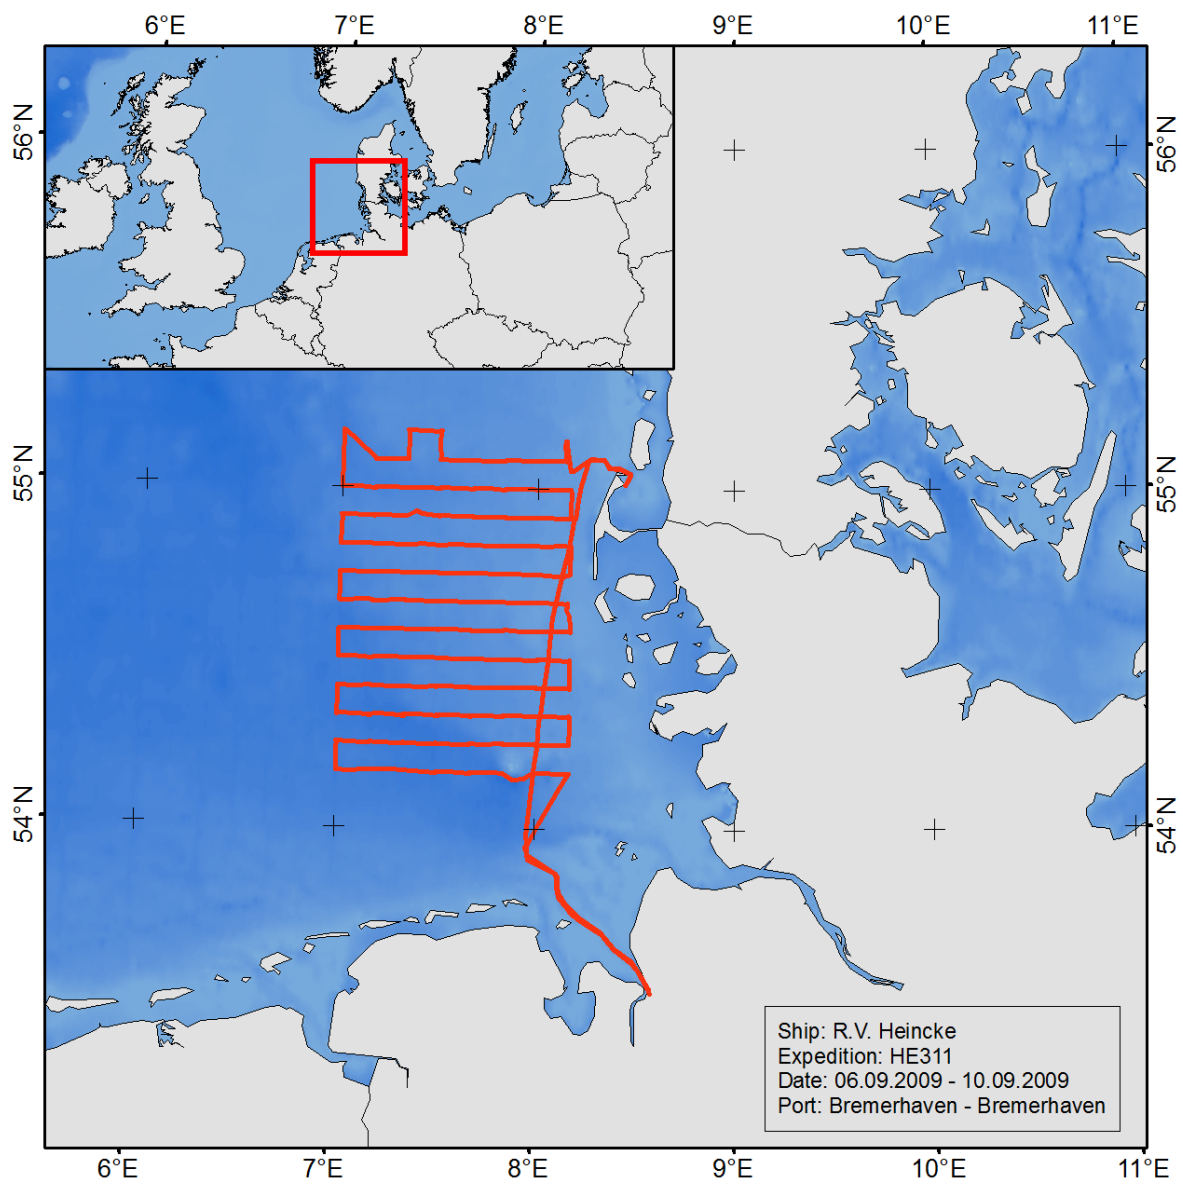 6°E 7°E 8°E 9°E 10°E 11°E
56°N 56°N
55°N 55°N
54°N 54°N
Ship: R.V. Heincke
Expedition: HE311
Date: 06.09.2009 - 10.09.2009
Port: Bremerhaven - Bremerhaven
6°E 7°E 8°E 9°E 10°E 11°E